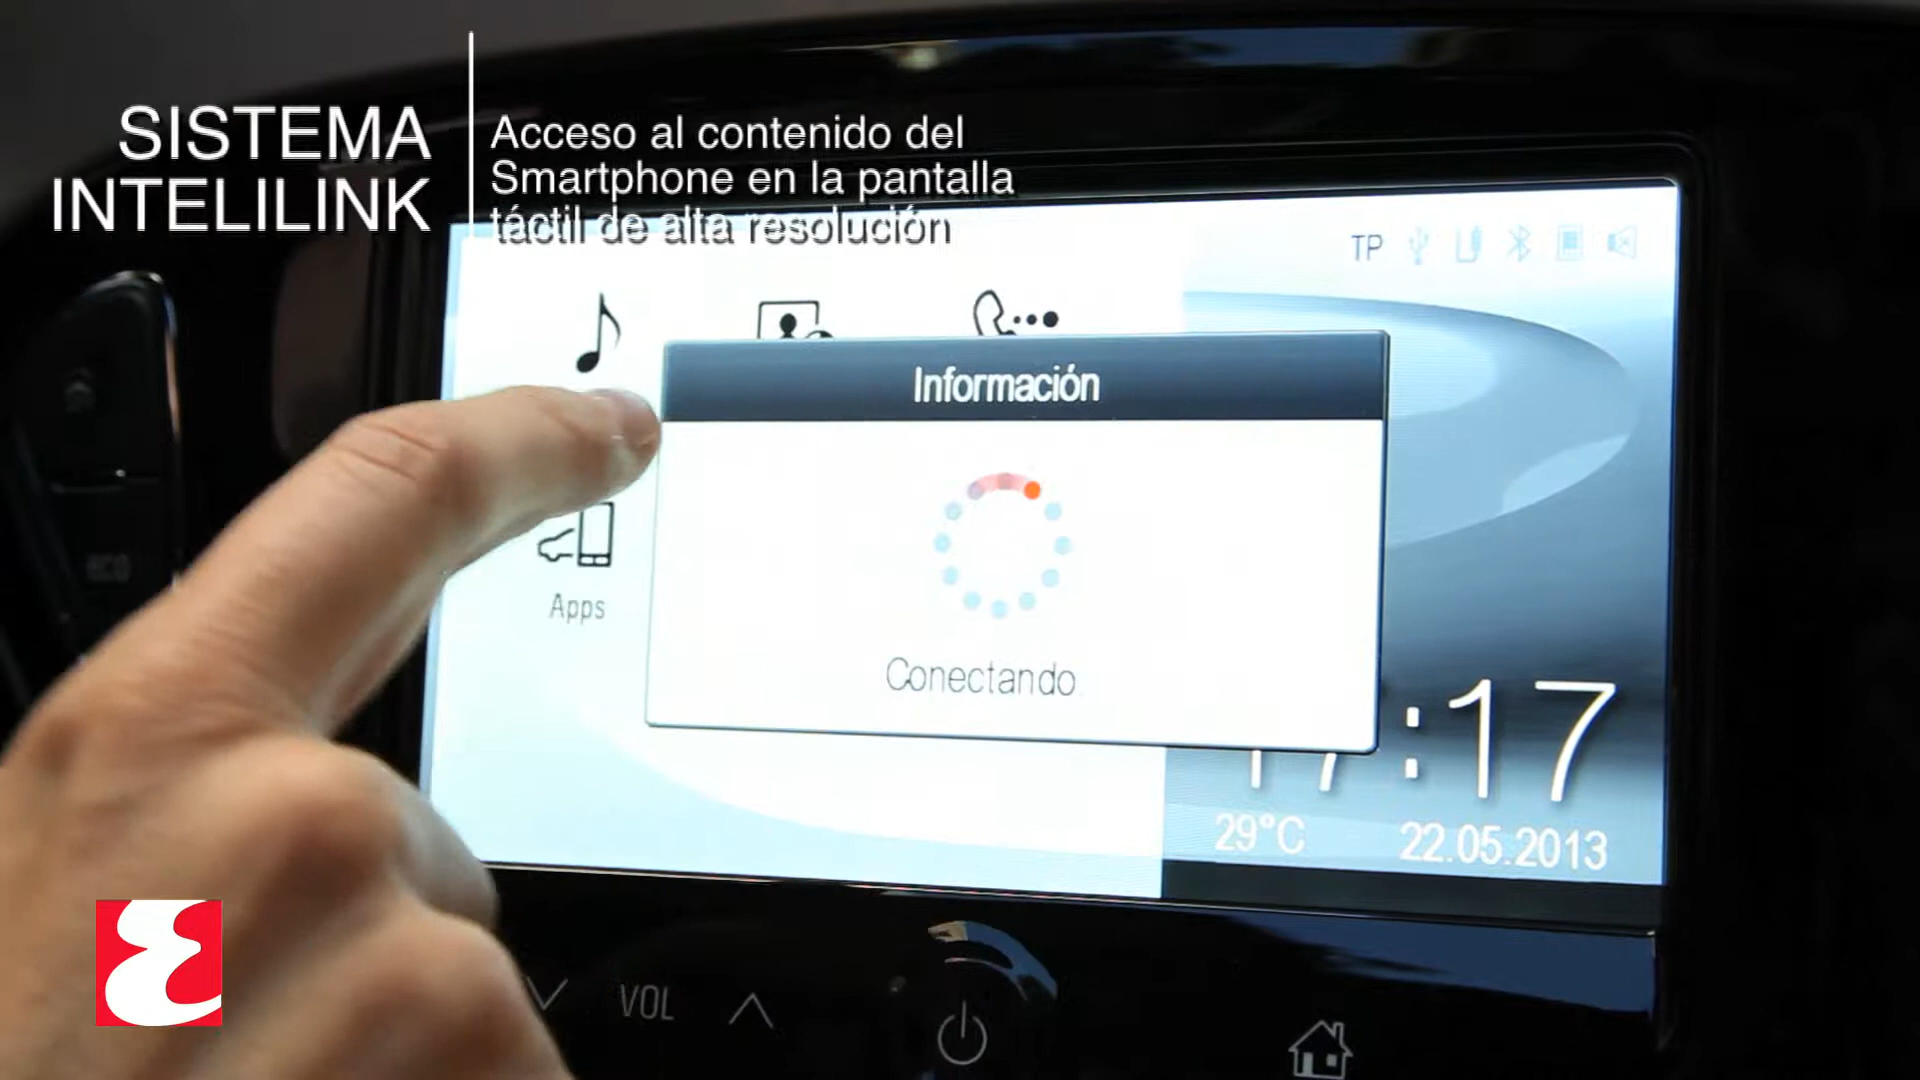 SISTEMA
INTELILINK
Acceso al contenido del
Smartphone en la pantalla
táctil de alta resolución
TP
Información
Apps
Conectando
:17
29°C 22.05.2013
eco
VOL